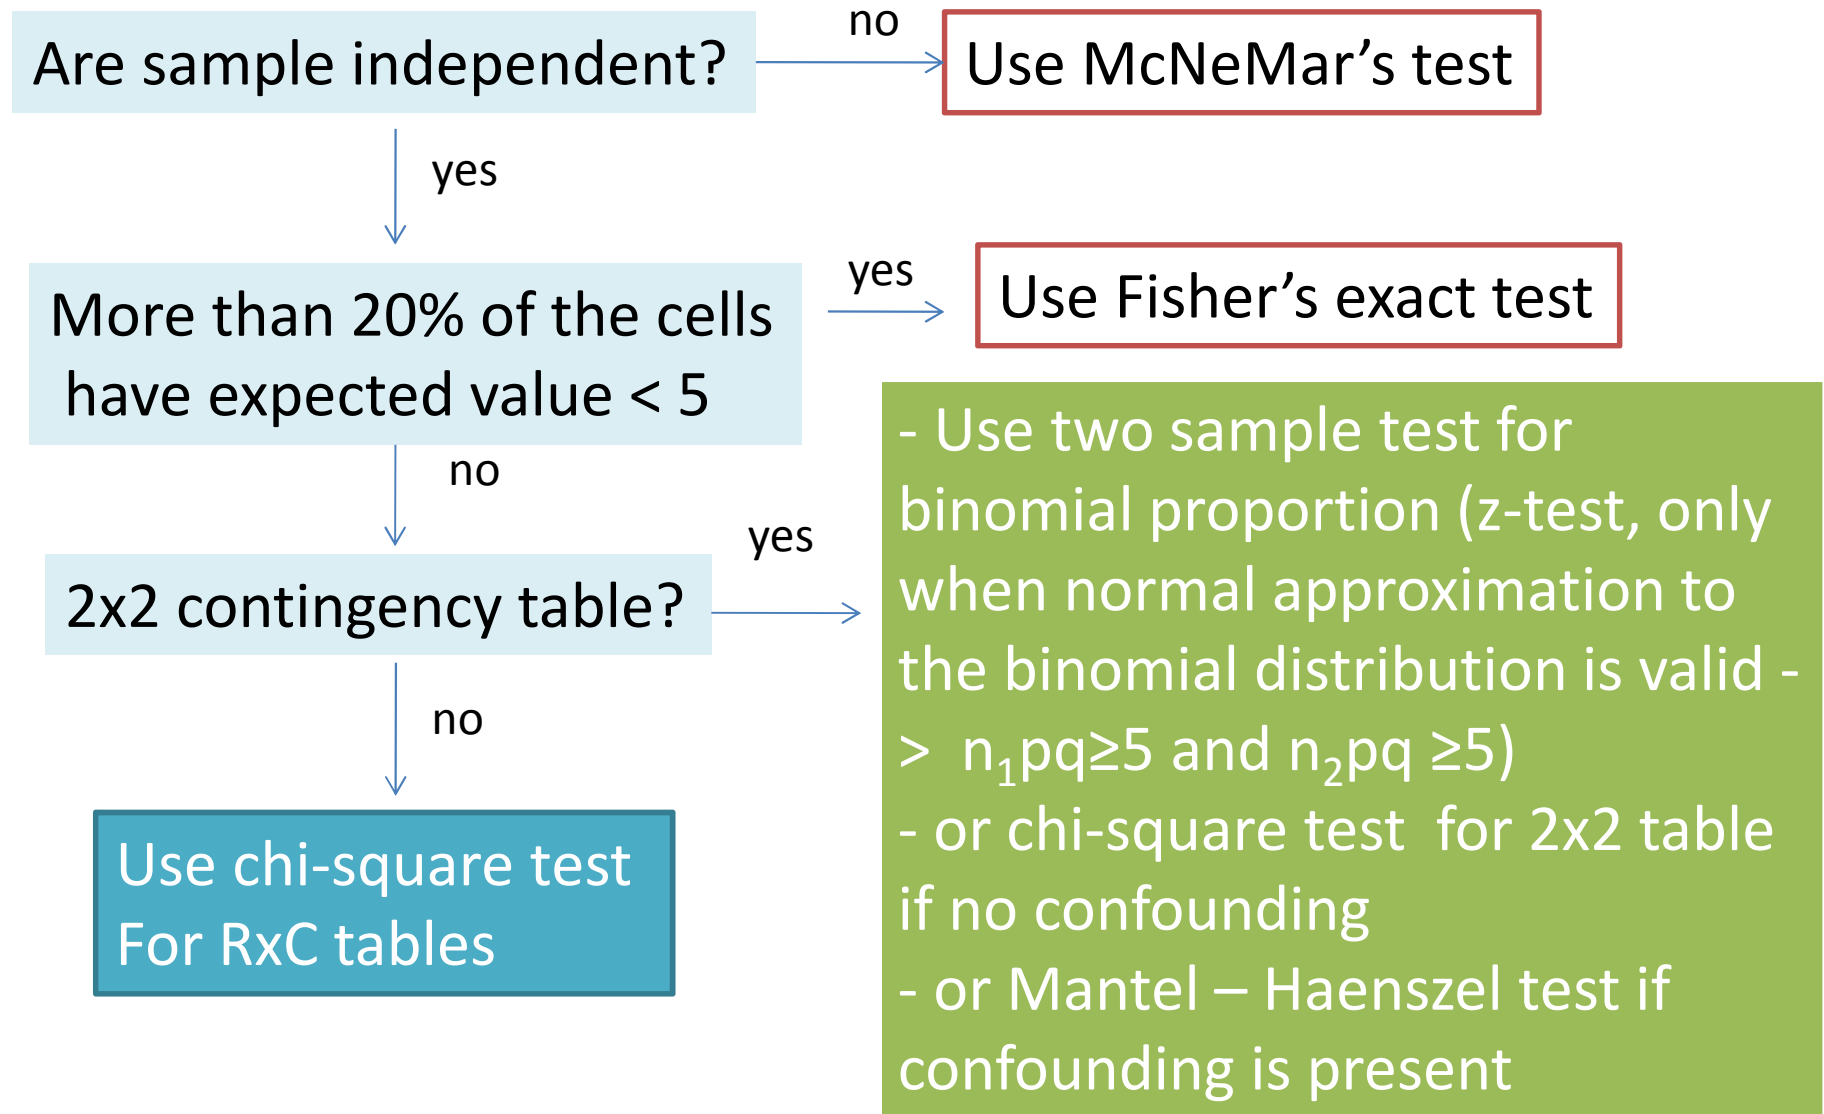 Are sample independent?
no
Use McNeMar’s test
yes
More than 20% of the cells
have expected value < 5
yes
Use Fisher’s exact test
no
2x2 contingency table?
yes
- Use two sample test for
binomial proportion (z-test, only
when normal approximation to
the binomial distribution is valid -
> n₁pq≥5 and n₂pq ≥5)
- or chi-square test for 2x2 table
if no confounding
- or Mantel – Haenszel test if
confounding is present
no
Use chi-square test
For RxC tables